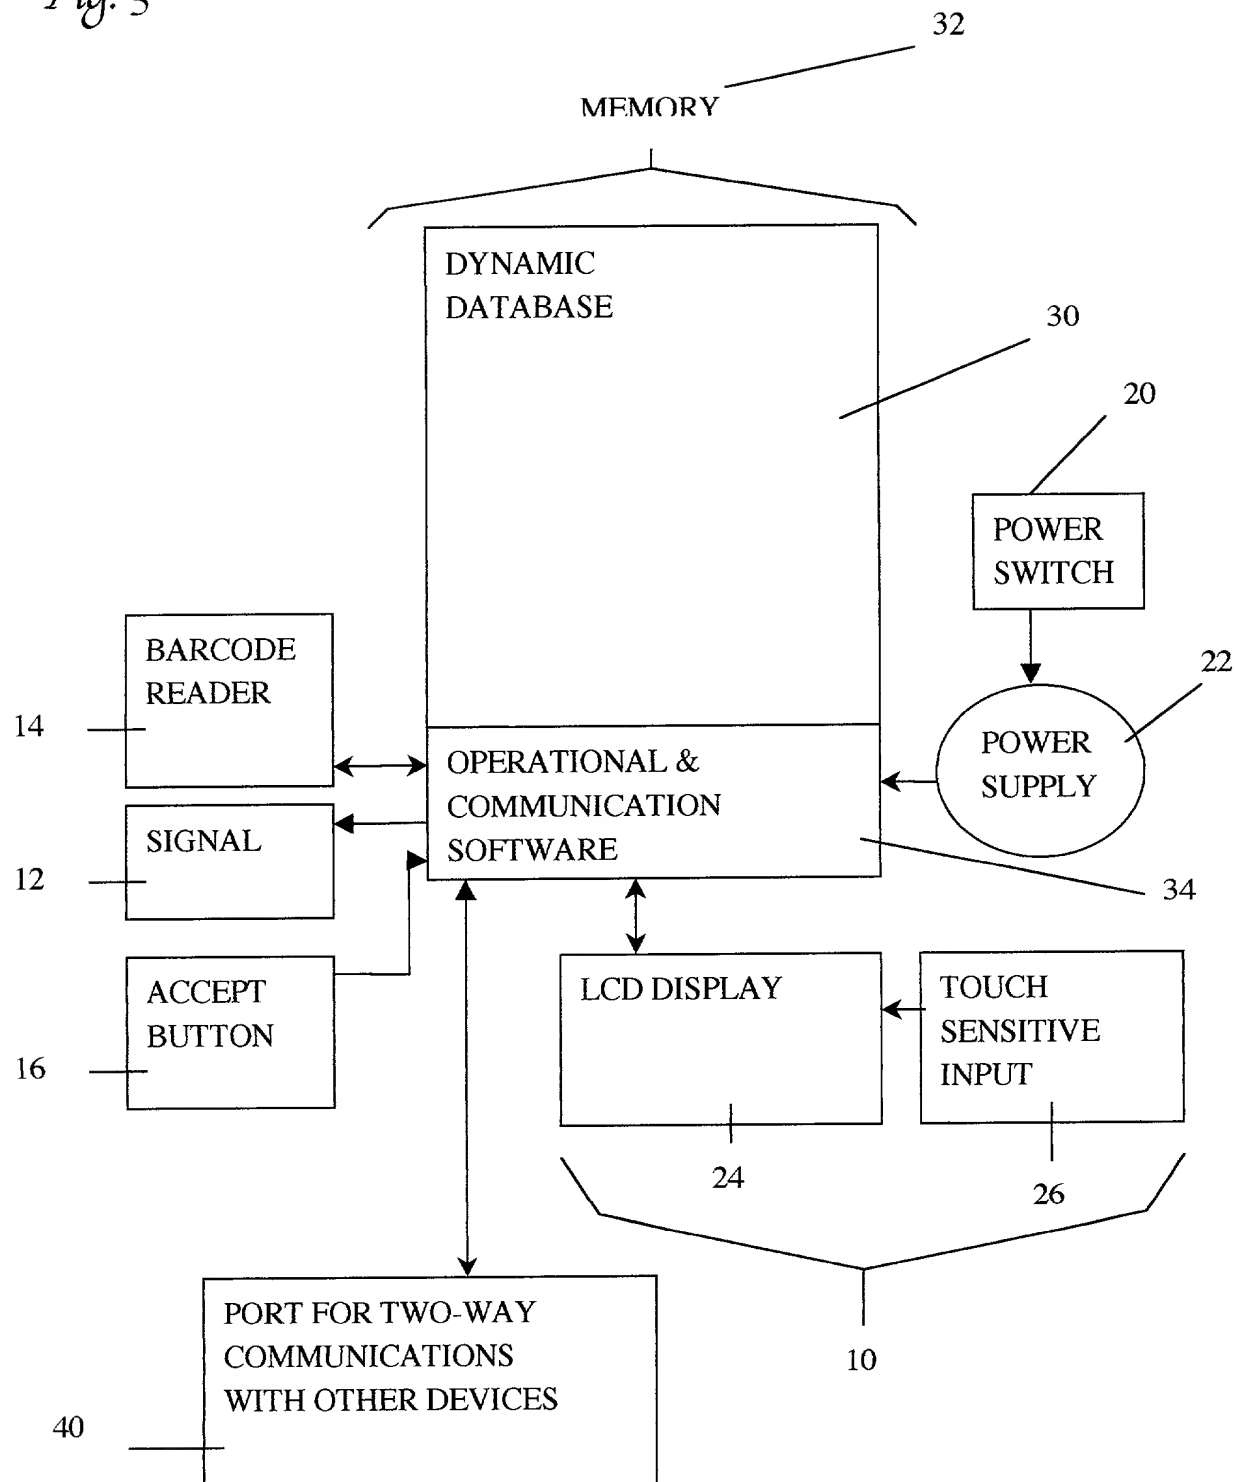 Fig. 3
32
MEMORY
DYNAMIC
DATABASE
30
20
POWER
SWITCH
BARCODE
READER
22
14
POWER
SUPPLY
OPERATIONAL &
COMMUNICATION
SOFTWARE
SIGNAL
12
34
ACCEPT
BUTTON
LCD DISPLAY
TOUCH
SENSITIVE
INPUT
16
24
26
PORT FOR TWO-WAY
COMMUNICATIONS
WITH OTHER DEVICES
10
40